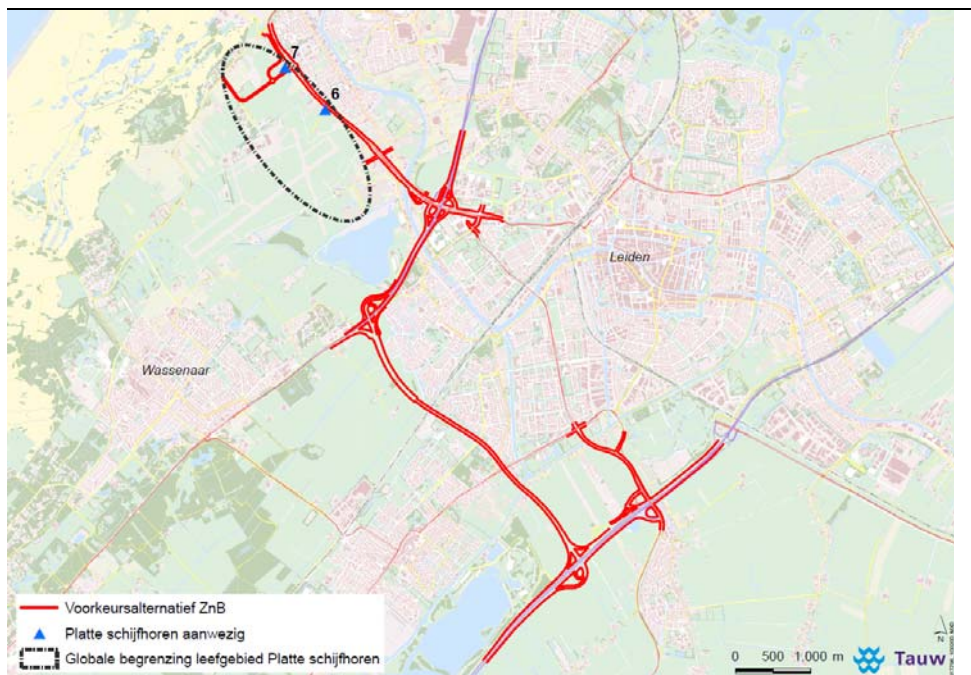 7
6
Leiden
Wassenaar
Voorkeursalternatief ZnB
Platte schijfhoren aanwezig
Globale begrenzing leefgebied Platte schijfhoren
N
0 500 1.000 m
Tauw